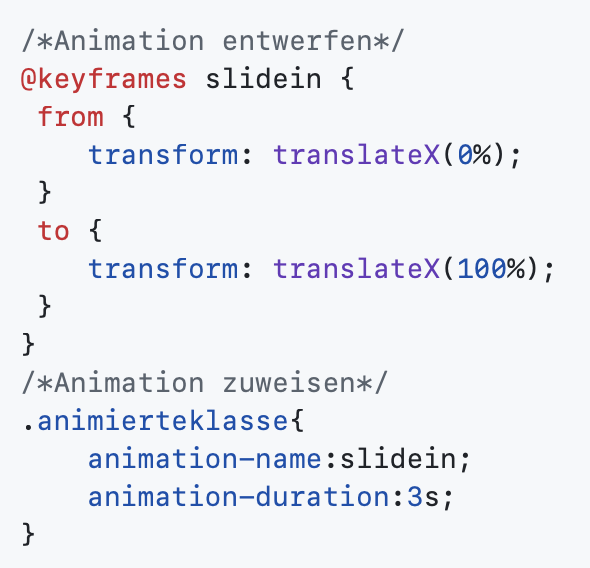 /*Animation entwerfen*/
@keyframes slidein {
 from {
    transform: translateX(0%);
 }
 to {
    transform: translateX(100%);
 }
}
/*Animation zuweisen*/
.animierteklasse{
    animation-name:slidein;
    animation-duration:3s;
}